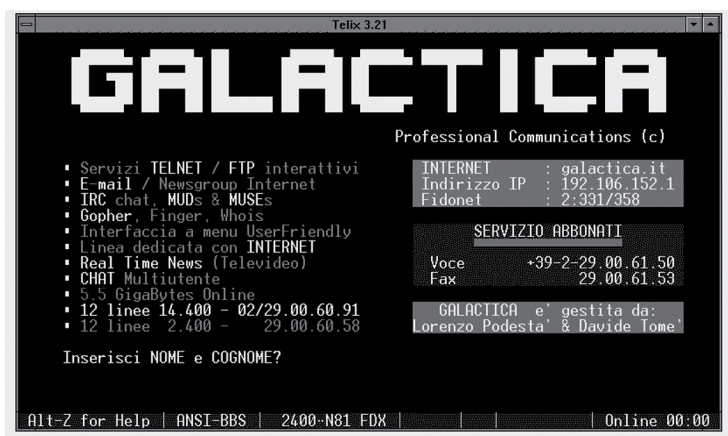 Telix 3.21
GALACTICA
Professional Communications (c)
▪ Servizi TELNET / FTP interattivi
▪ E-mail / Newsgroup Internet
▪ IRC chat, MUDs & MUSEs
▪ Gopher, Finger, Whois
▪ Interfaccia a menu UserFriendly
▪ Linea dedicata con INTERNET
▪ Real Time News (Televideo)
▪ CHAT Multiutente
▪ 5.5 GigaBytes Online
▪ 12 linee 14.400 - 02/29.00.60.91
▪ 12 linee 2.400 - 29.00.60.58
INTERNET : galactica.it
Indirizzo IP : 192.106.152.1
Fidonet : 2:331/358
SERVIZIO ABBONATI
Voce +39-2-29.00.61.50
Fax 29.00.61.53
GALACTICA e' gestita da:
Lorenzo Podesta' & Davide Tome'
Inserisci NOME e COGNOME?
Alt-Z for Help | ANSI-BBS | 2400··N81 FDX | | | | Online 00:00